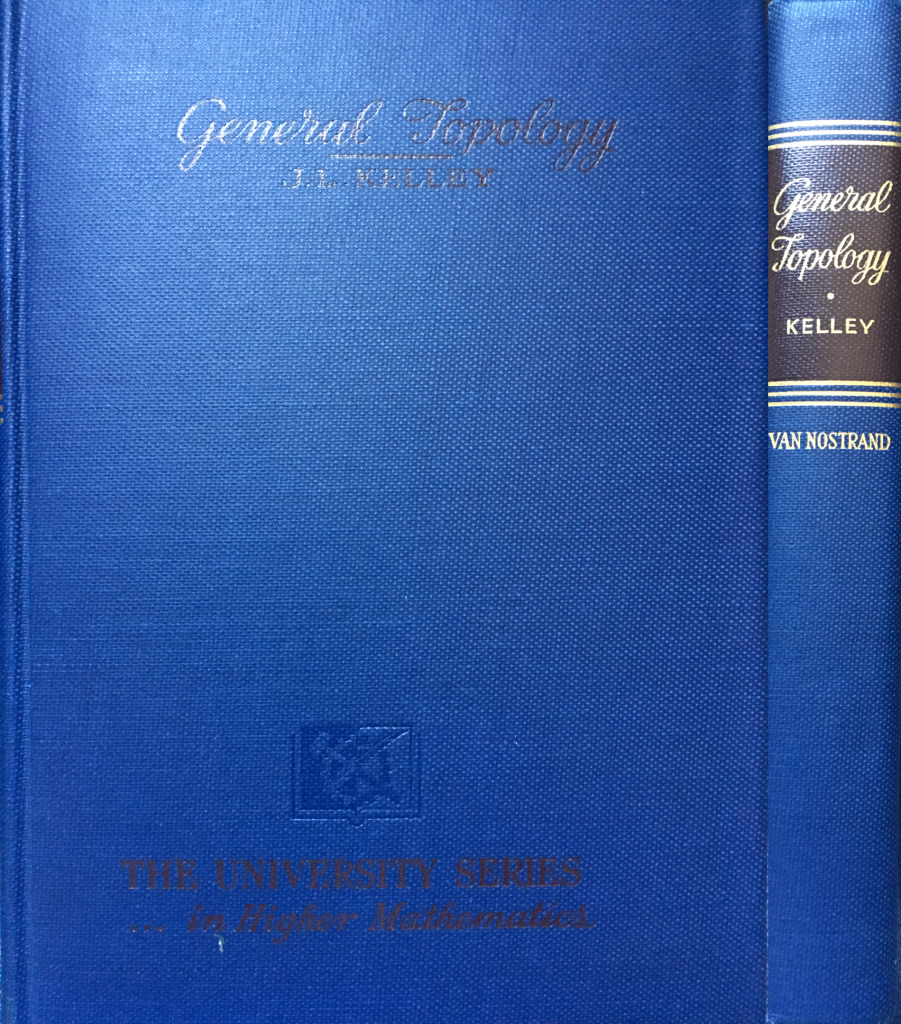 General Topology
J. L. KELLEY
THE UNIVERSITY SERIES
... in Higher Mathematics.
General
Topology
•
KELLEY
VAN NOSTRAND